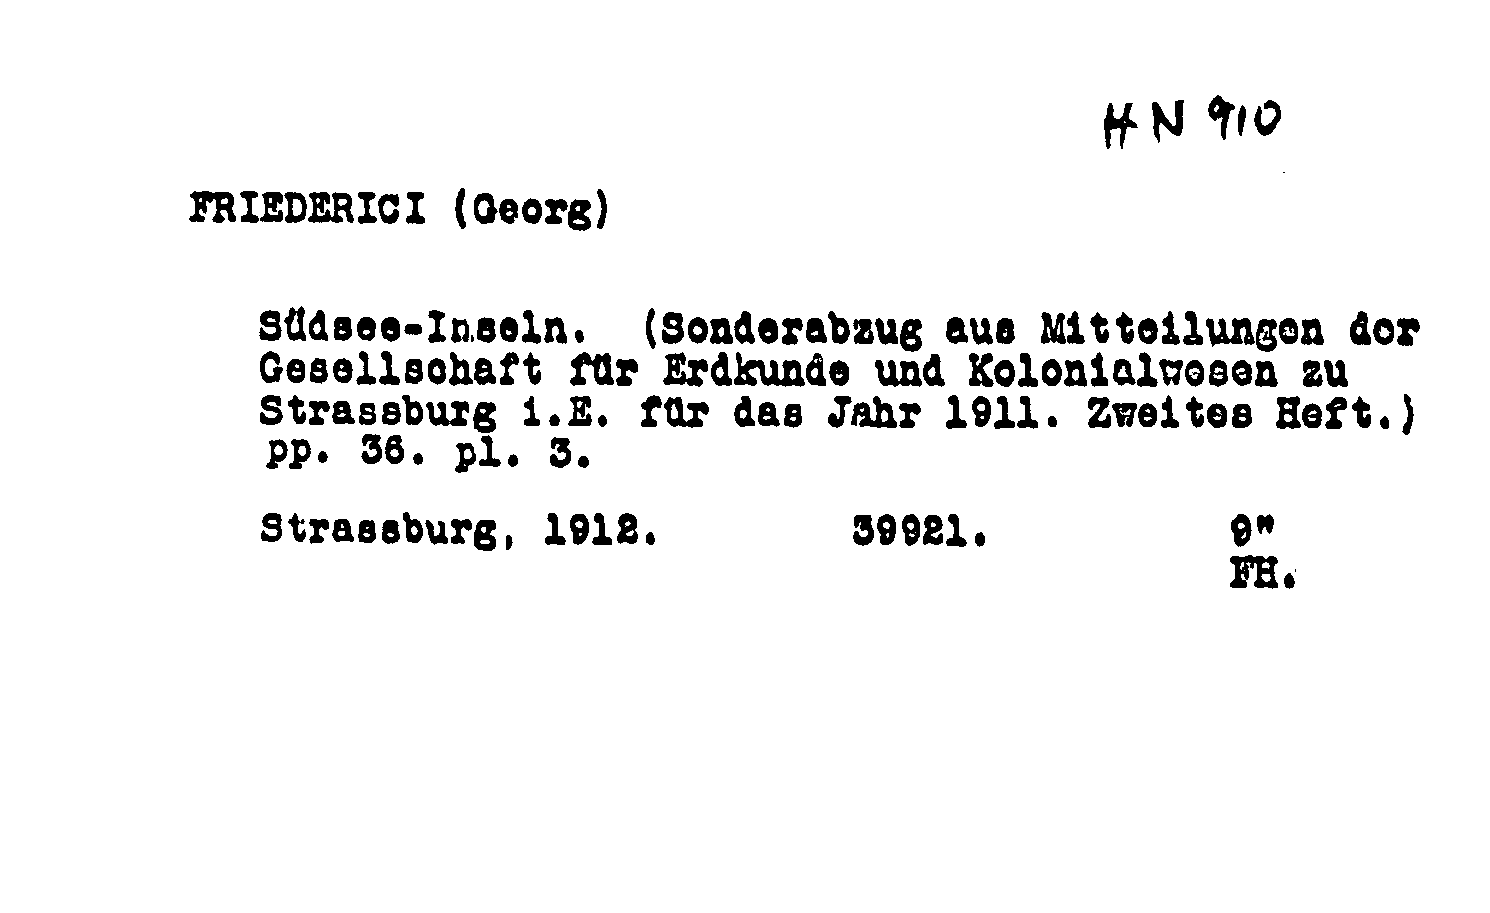 HN 910
FRIEDERICI (Georg)
Südsee-Inseln. (Sonderabzug aus Mitteilungen der
Gesellschaft für Erdkunde und Kolonialwesen zu
Strassburg i.E. für das Jahr 1911. Zweites Heft.)
pp. 36. pl. 3.
Strassburg, 1912. 39921. 9"
FH.